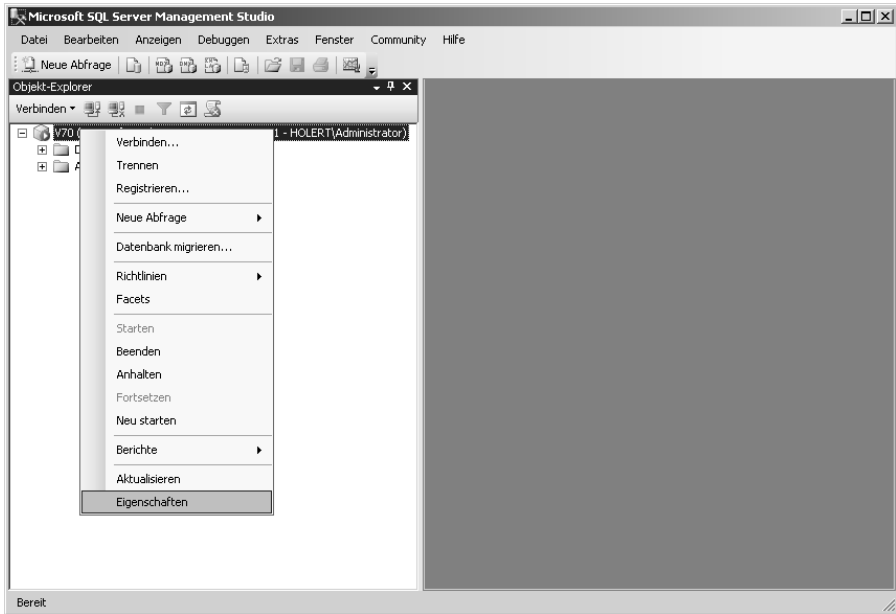 Microsoft SQL Server Management Studio
Datei Bearbeiten Anzeigen Debuggen Extras Fenster Community Hilfe
Neue Abfrage
Objekt-Explorer
Verbinden
V70 ( 1 - HOLERT\Administrator)
D
A
Verbinden...
Trennen
Registrieren...
Neue Abfrage
Datenbank migrieren...
Richtlinien
Facets
Starten
Beenden
Anhalten
Fortsetzen
Neu starten
Berichte
Aktualisieren
Eigenschaften
Bereit